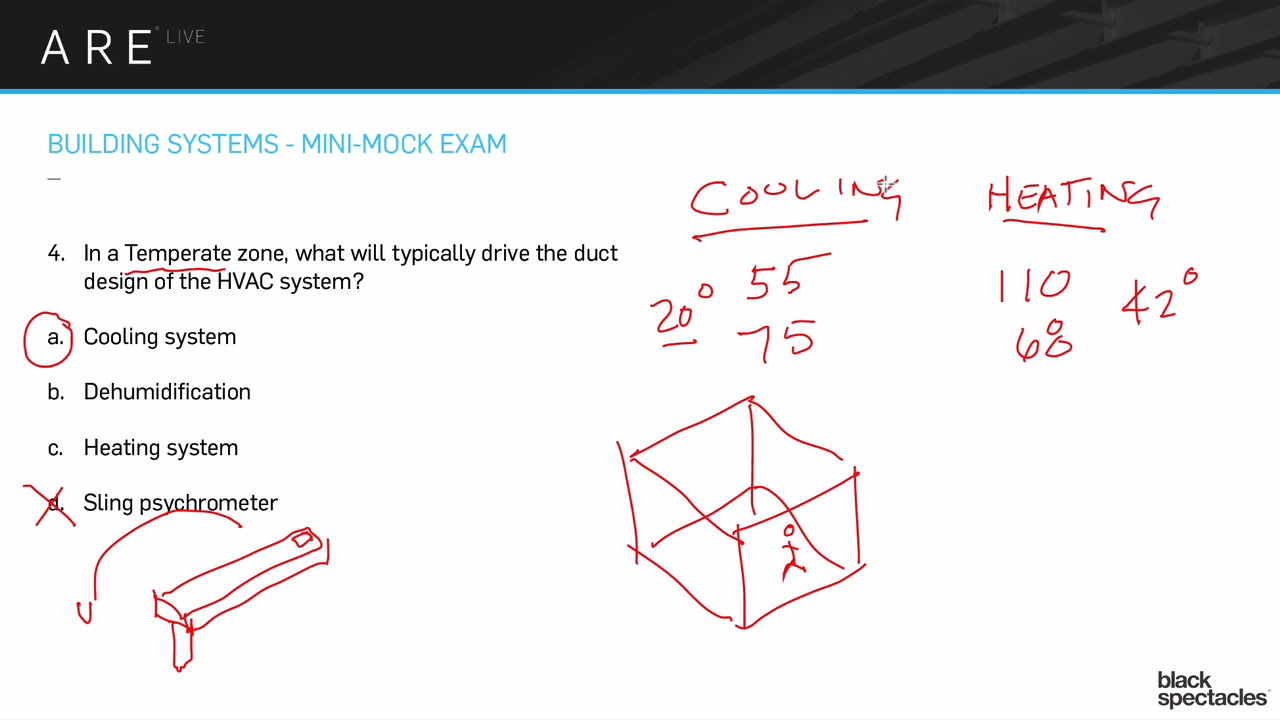 ARE® LIVE
BUILDING SYSTEMS - MINI-MOCK EXAM
4. In a Temperate zone, what will typically drive the duct
design of the HVAC system?
a. Cooling system
b. Dehumidification
c. Heating system
d. Sling psychrometer
COOLING HEATING
20° 55 110 42°
75 68
black
spectacles